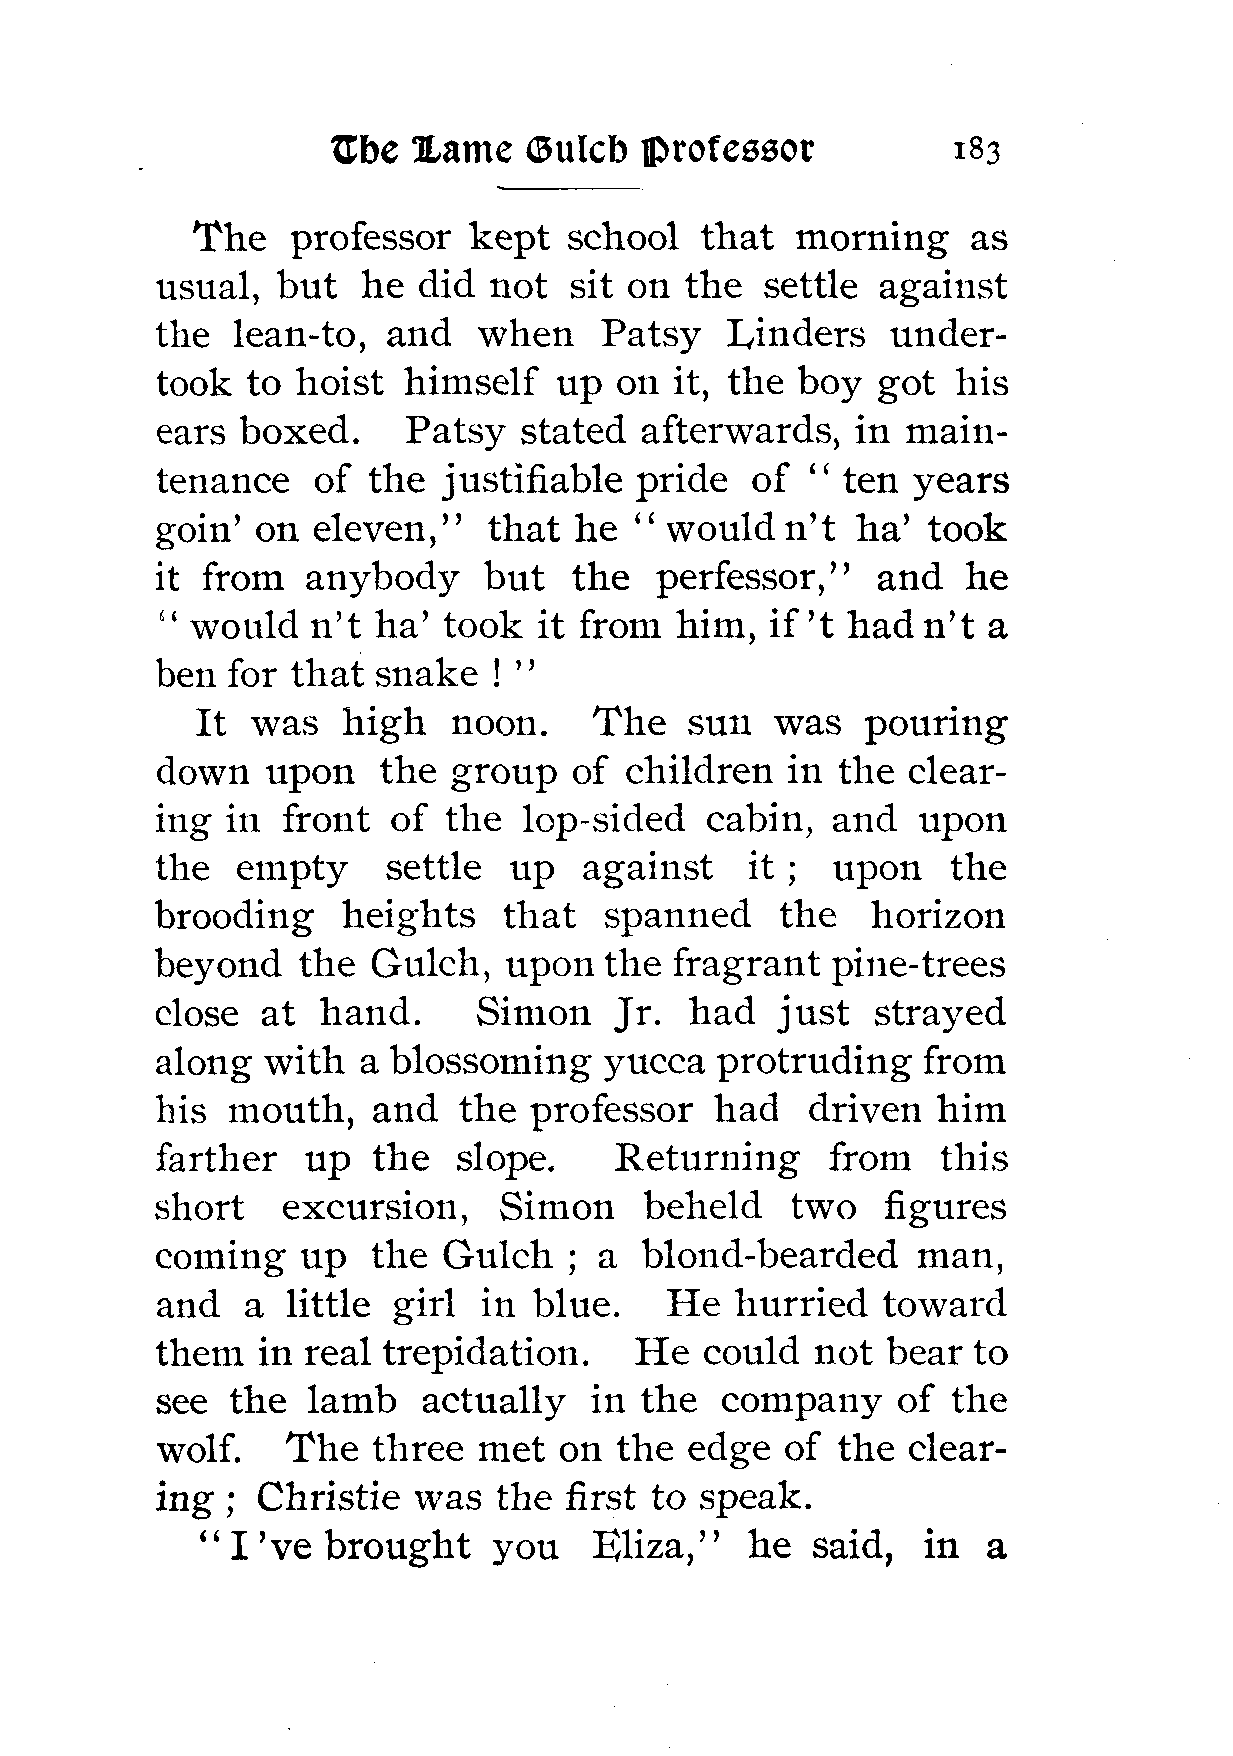 The Lame Gulch Professor 183
The professor kept school that morning as
usual, but he did not sit on the settle against
the lean-to, and when Patsy Linders under-
took to hoist himself up on it, the boy got his
ears boxed. Patsy stated afterwards, in main-
tenance of the justifiable pride of " ten years
goin' on eleven," that he " would n't ha' took
it from anybody but the perfessor," and he
" would n't ha' took it from him, if 't had n't a
ben for that snake ! "
It was high noon. The sun was pouring
down upon the group of children in the clear-
ing in front of the lop-sided cabin, and upon
the empty settle up against it ; upon the
brooding heights that spanned the horizon
beyond the Gulch, upon the fragrant pine-trees
close at hand. Simon Jr. had just strayed
along with a blossoming yucca protruding from
his mouth, and the professor had driven him
farther up the slope. Returning from this
short excursion, Simon beheld two figures
coming up the Gulch ; a blond-bearded man,
and a little girl in blue. He hurried toward
them in real trepidation. He could not bear to
see the lamb actually in the company of the
wolf. The three met on the edge of the clear-
ing ; Christie was the first to speak.
" I 've brought you Eliza," he said, in a